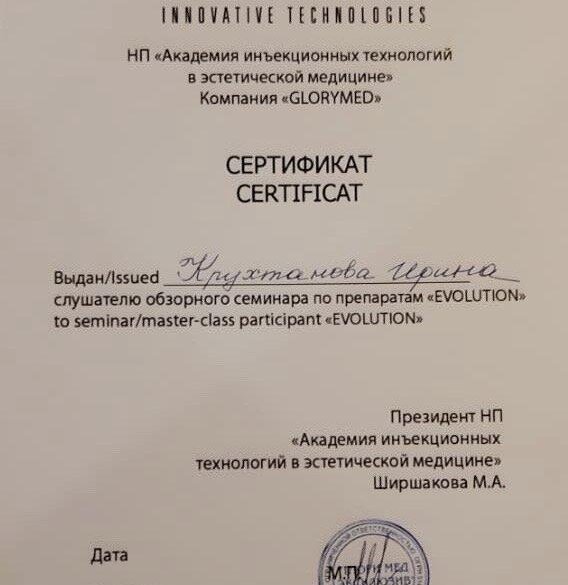 INNOVATIVE TECHNOLOGIES
НП «Академия инъекционных технологий
в эстетической медицине»
Компания «GLORYMED»
СЕРТИФИКАТ
CERTIFICAT
Выдан/Issued Крухтанова Ирина
слушателю обзорного семинара по препаратам «EVOLUTION»
to seminar/master-class participant «EVOLUTION»
Президент НП
«Академия инъекционных
технологий в эстетической медицине»
Ширшакова М.А.
Дата
М.П.